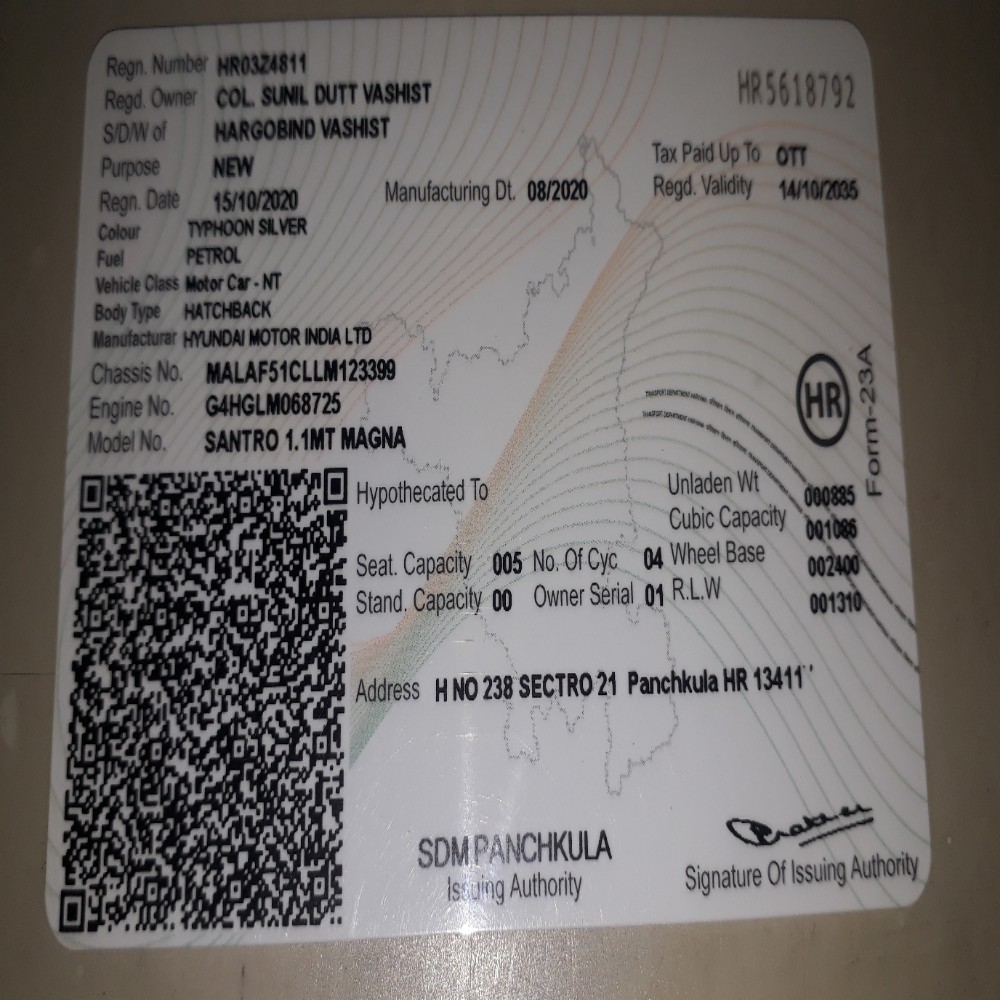 Regn. Number HR03Z4811
HR5618792
Regd. Owner COL. SUNIL DUTT VASHIST
S/D/W of HARGOBIND VASHIST
Purpose NEW
Tax Paid Up To OTT
Regn. Date 15/10/2020 Manufacturing Dt. 08/2020 Regd. Validity 14/10/2035
Colour TYPHOON SILVER
Fuel PETROL
Vehicle Class Motor Car - NT
Body Type HATCHBACK
Manufacturar HYUNDAI MOTOR INDIA LTD
Chassis No. MALAF51CLLM123399
Engine No. G4HGLM068725
Model No. SANTRO 1.1MT MAGNA
HR
Form-23A
Hypothecated To
Unladen Wt 000885
Cubic Capacity 001086
Seat. Capacity 005 No. Of Cyc 04 Wheel Base 002400
Stand. Capacity 00 Owner Serial 01 R.L.W 001310
Address H NO 238 SECTRO 21 Panchkula HR 13411
SDM PANCHKULA
Issuing Authority
Signature Of Issuing Authority